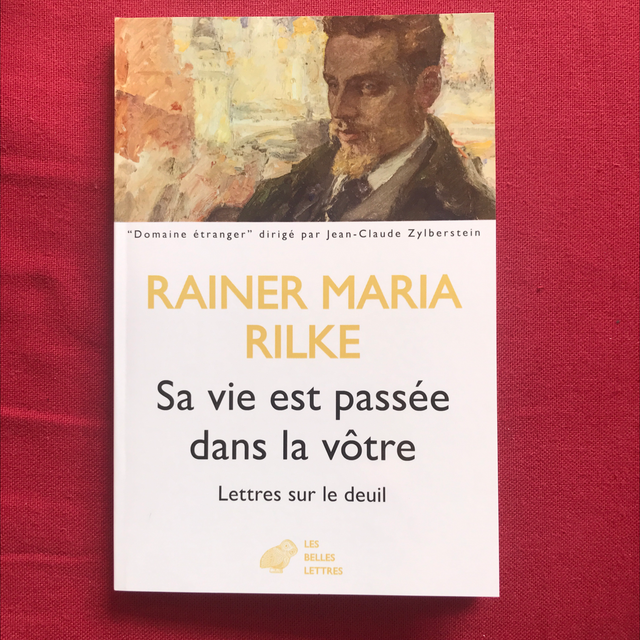 "Domaine étranger" dirigé par Jean-Claude Zylberstein
RAINER MARIA
RILKE
Sa vie est passée
dans la vôtre
Lettres sur le deuil
LES
BELLES
LETTRES